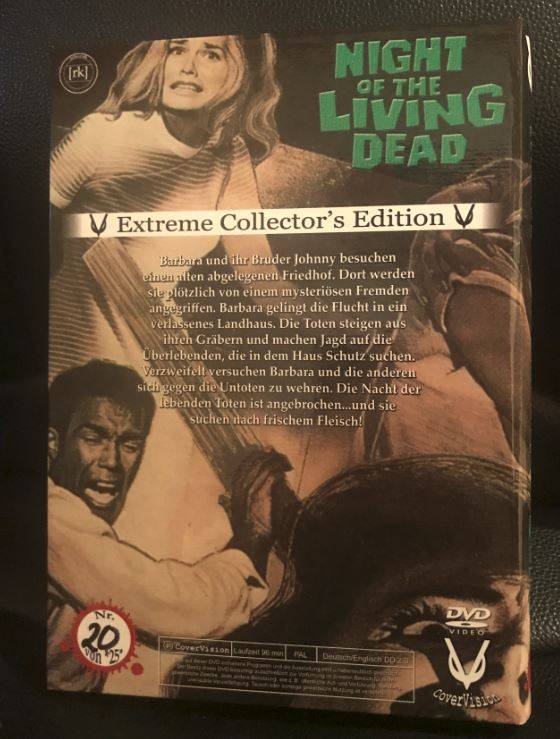 [rk]
NIGHT
OF THE
LIVING
DEAD
Extreme Collector's Edition
Barbara und ihr Bruder Johnny besuchen
einen alten abgelegenen Friedhof. Dort werden
sie plötzlich von einem mysteriösen Fremden
angegriffen. Barbara gelingt die Flucht in ein
verlassenes Landhaus. Die Toten steigen aus
ihren Gräbern und machen Jagd auf die
Überlebenden, die in dem Haus Schutz suchen.
Verzweifelt versuchen Barbara und die anderen
sich gegen die Untoten zu wehren. Die Nacht der
lebenden Toten ist angebrochen...und sie
suchen nach frischem Fleisch!
Nr.
20
von "25"
(P) CoverVision Laufzeit 96 min PAL Deutsch/Englisch DD 2.0
DVD
VIDEO
CoverVision